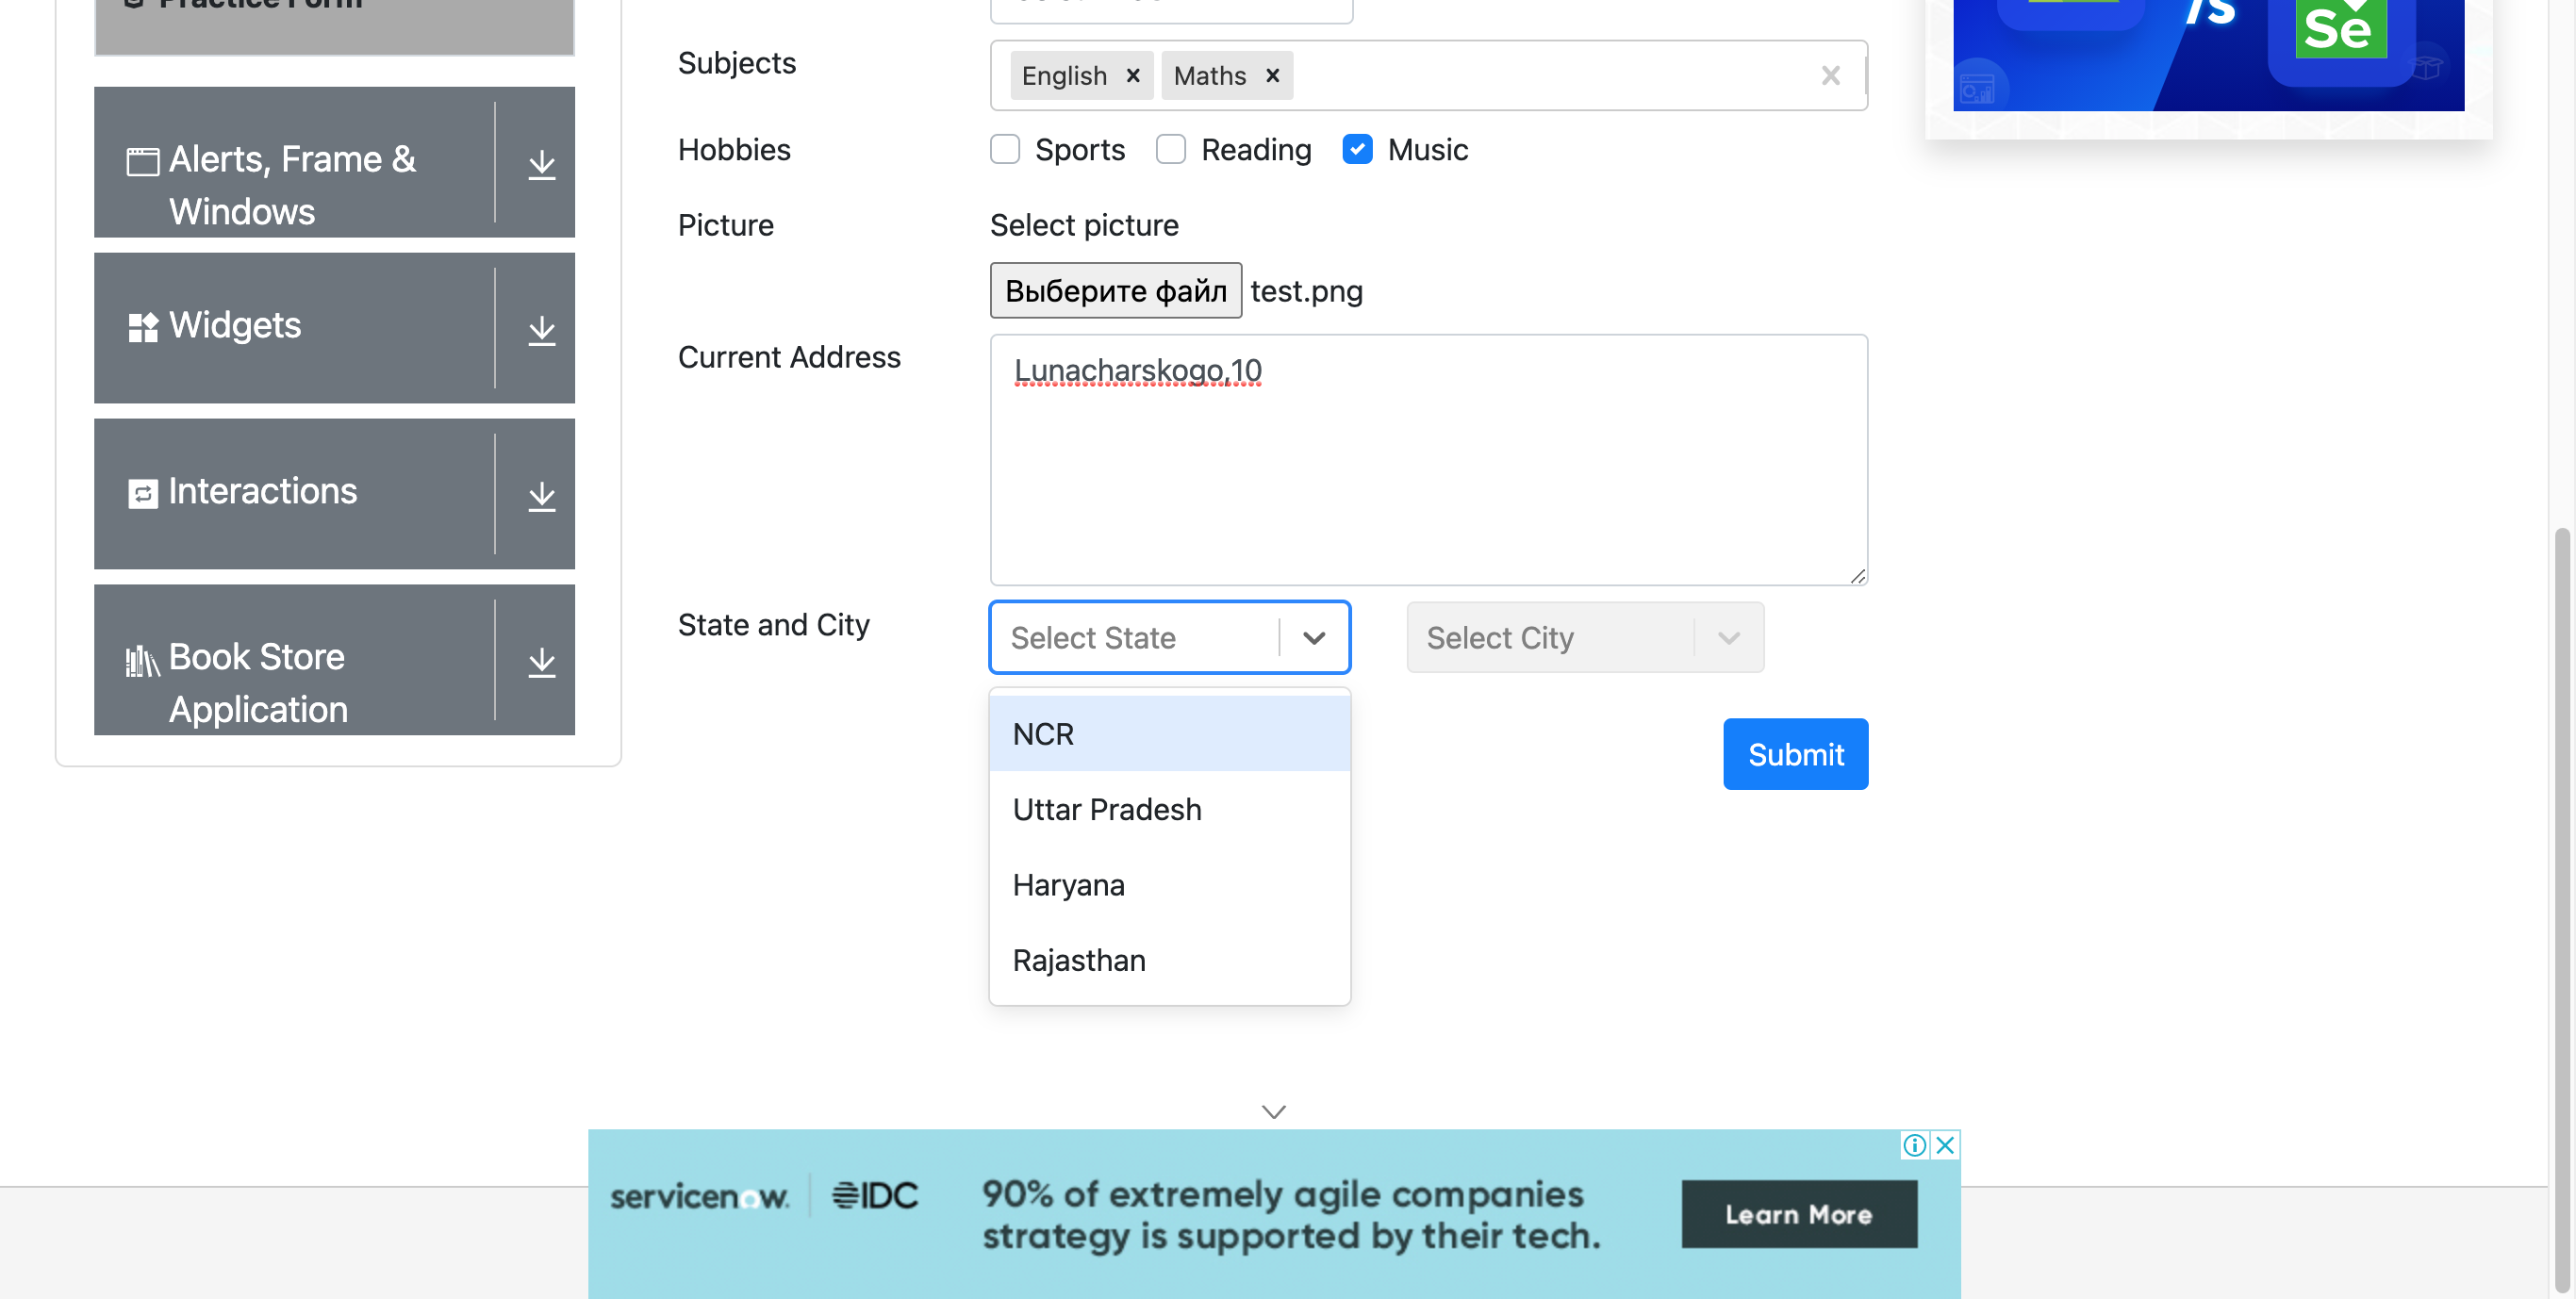 Practice Form
Alerts, Frame &
Windows
Widgets
Interactions
Book Store
Application
Subjects
English
Maths
Hobbies
Sports
Reading
Music
Picture
Select picture
Выберите файл test.png
Current Address
Lunacharskogo,10
State and City
Select State
Select City
NCR
Uttar Pradesh
Haryana
Rajasthan
Submit
Se
servicenow. IDC
90% of extremely agile companies
strategy is supported by their tech.
Learn More